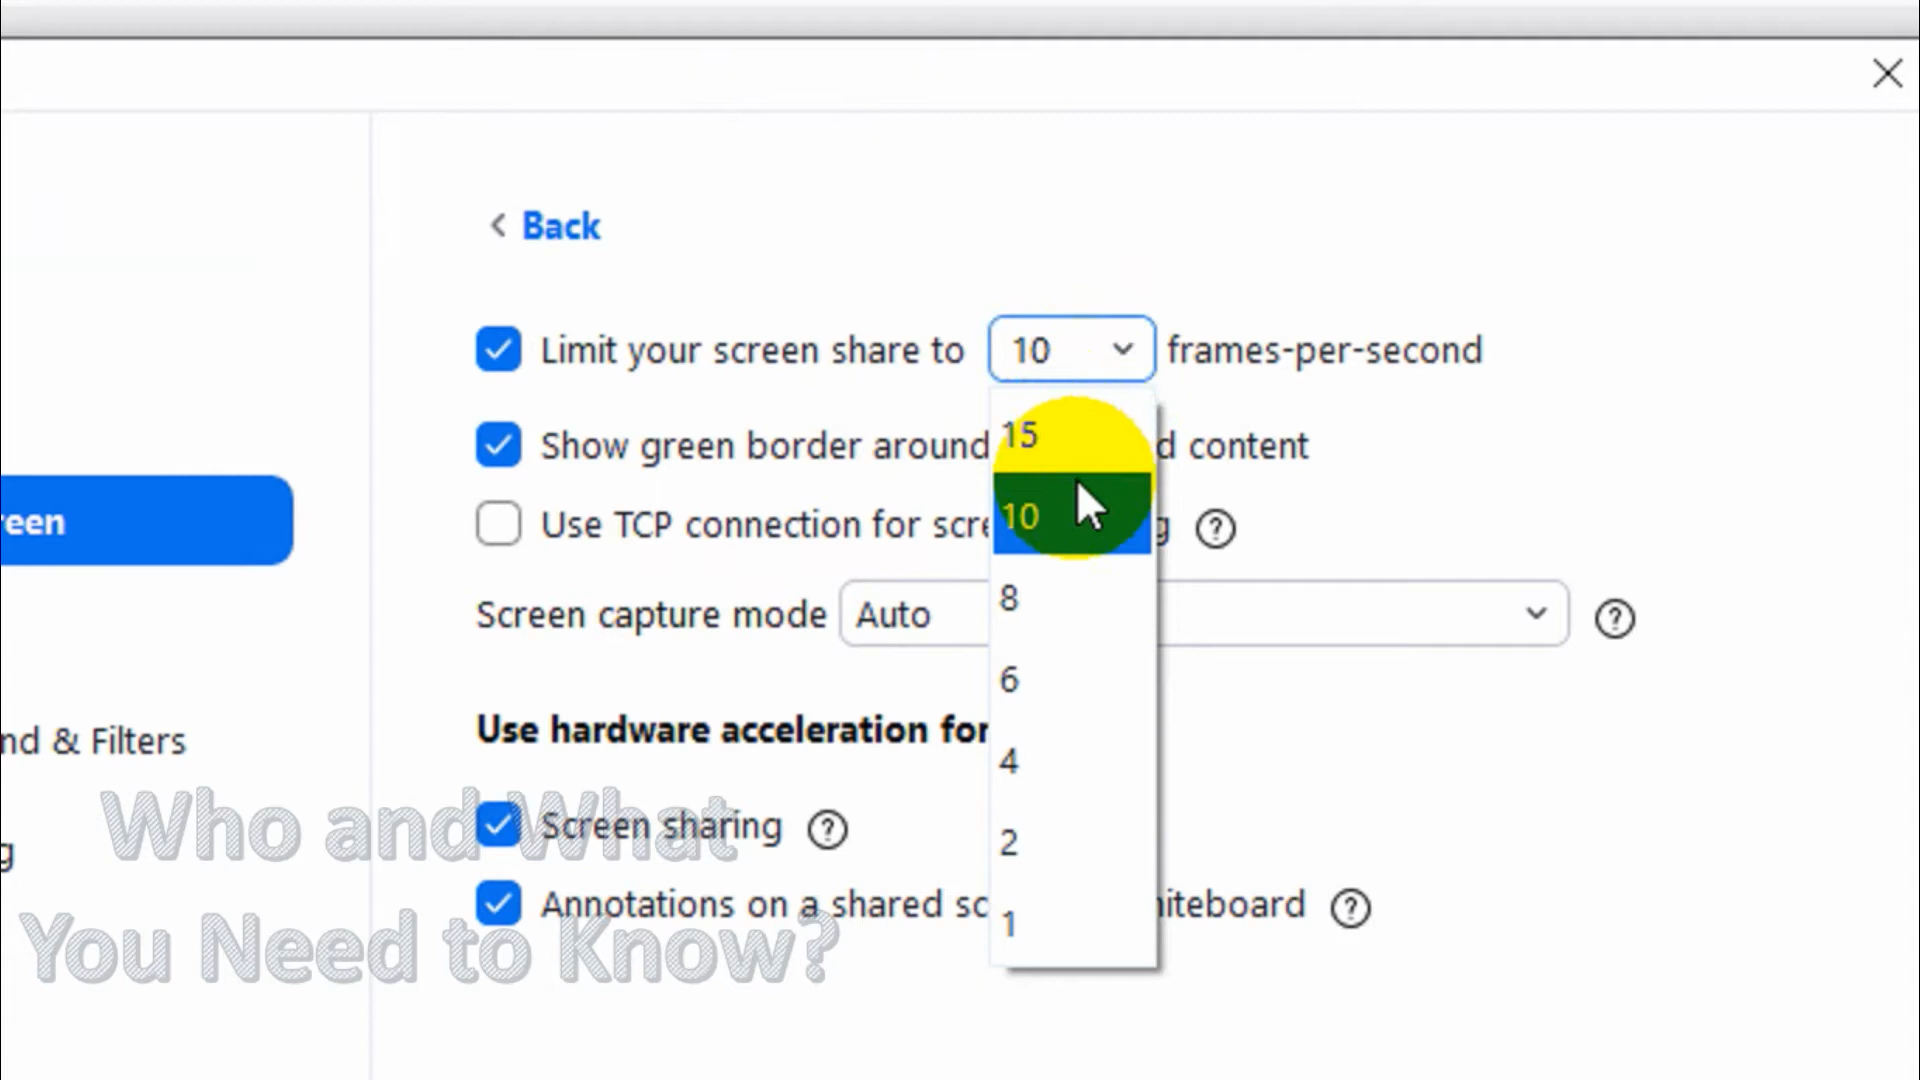 Back
Limit your screen share to 10 frames-per-second
15
Show green border around d content
10
Use TCP connection for scre g
8
Screen capture mode Auto
6
Use hardware acceleration for
4
Screen sharing
2
Annotations on a shared sc iteboard
1
reen
nd & Filters
g
Who and What
You Need to Know?